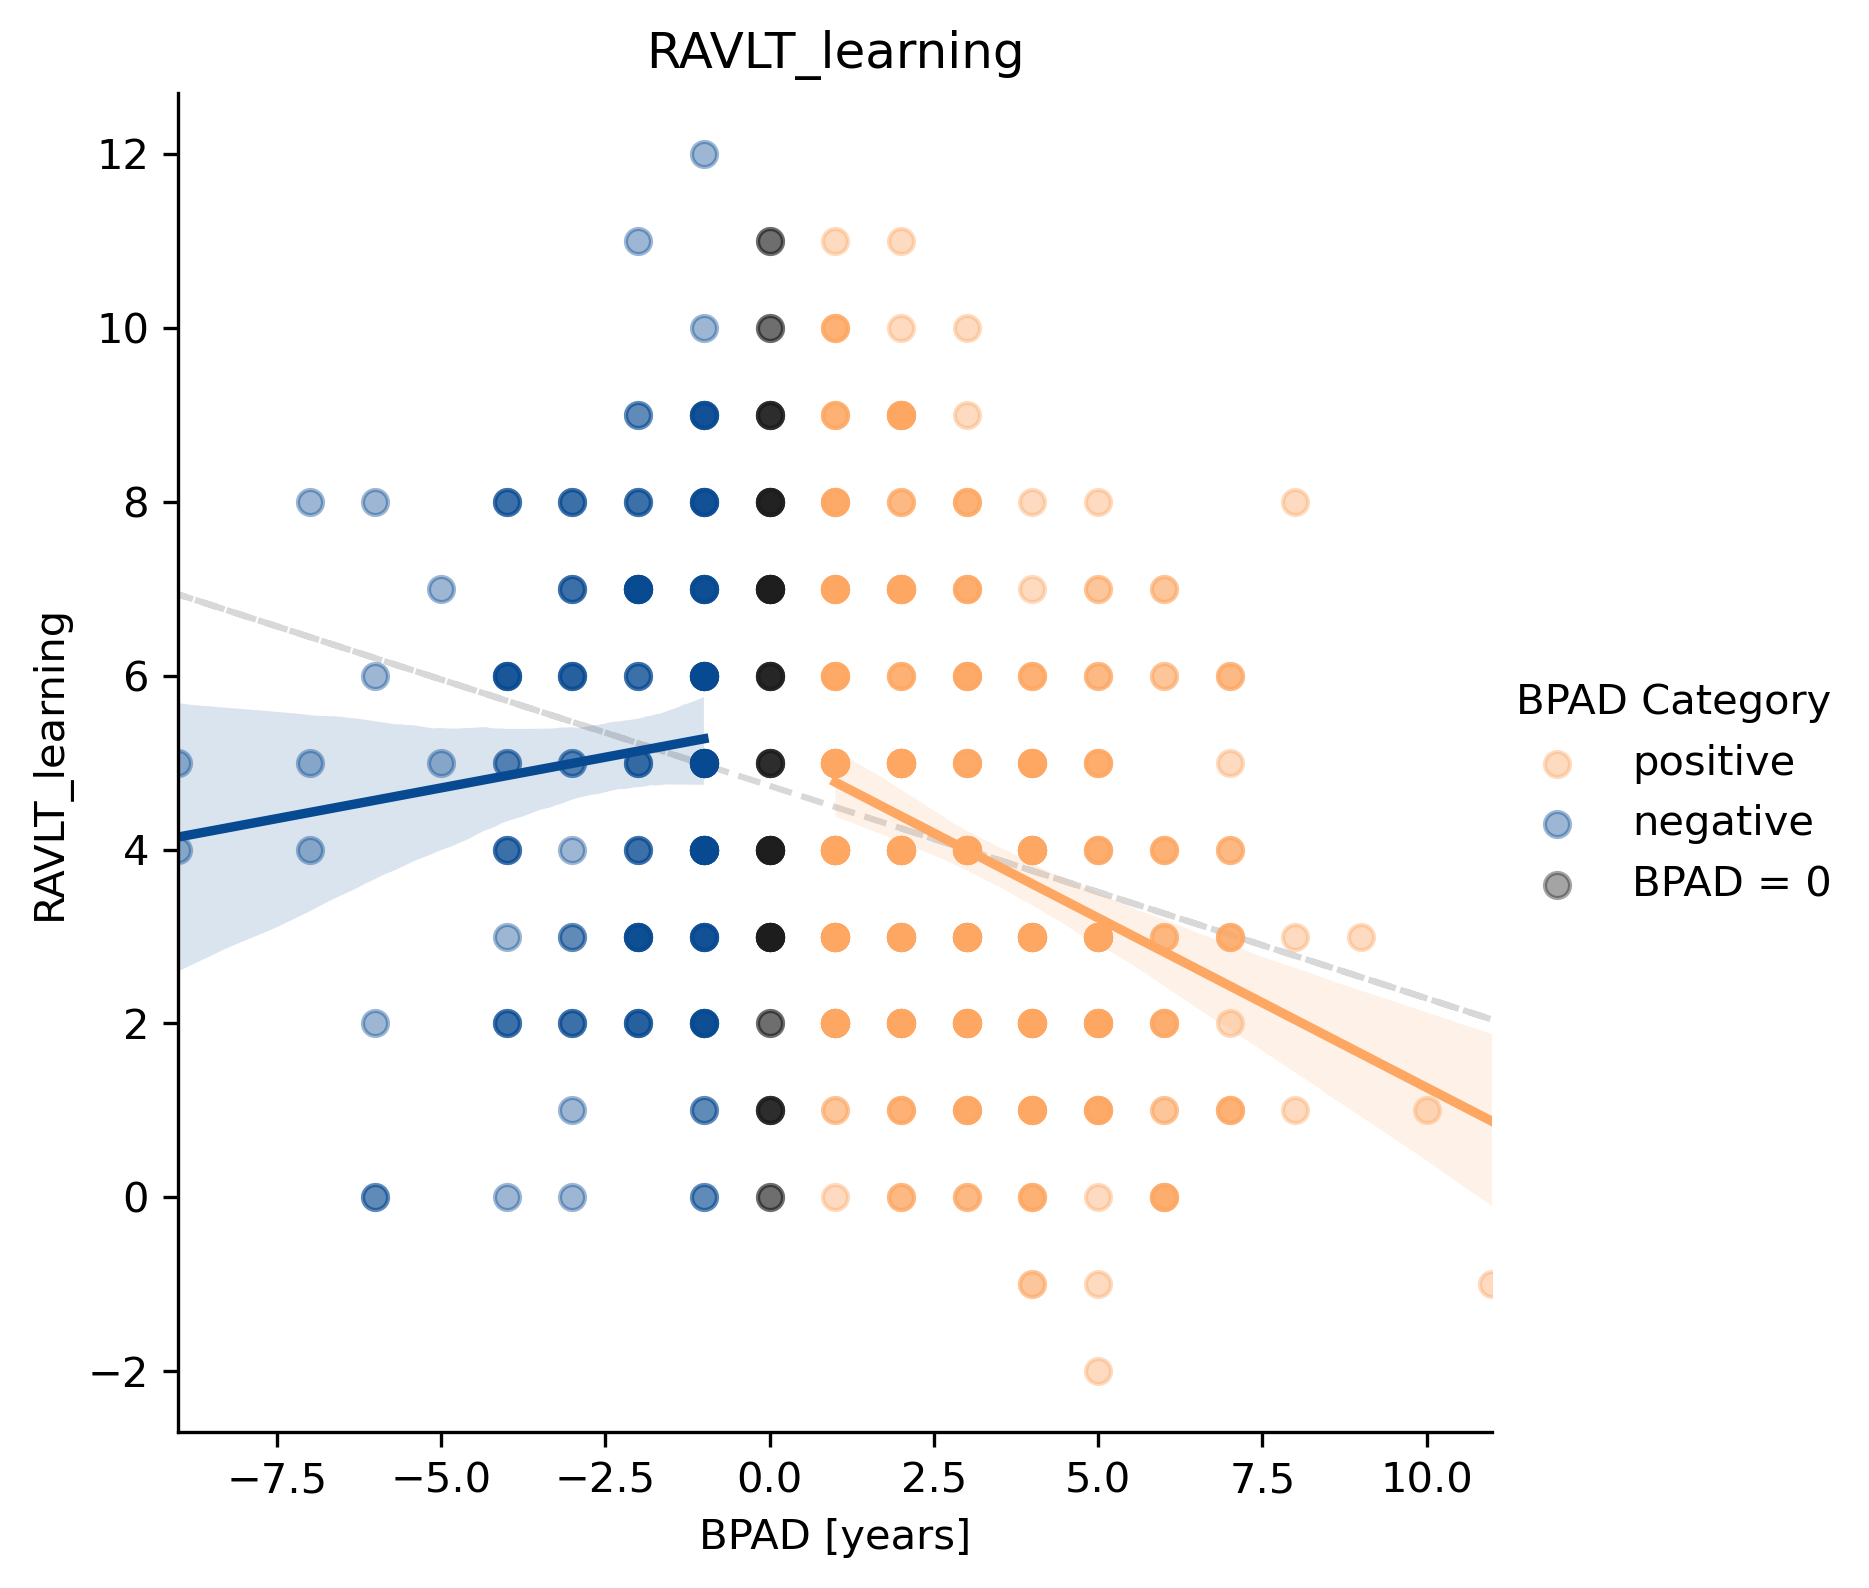 RAVLT_learning
RAVLT_learning
12
10
8
6
4
2
0
−2
−7.5
−5.0
−2.5
0.0
2.5
5.0
7.5
10.0
BPAD [years]
BPAD Category
positive
negative
BPAD = 0